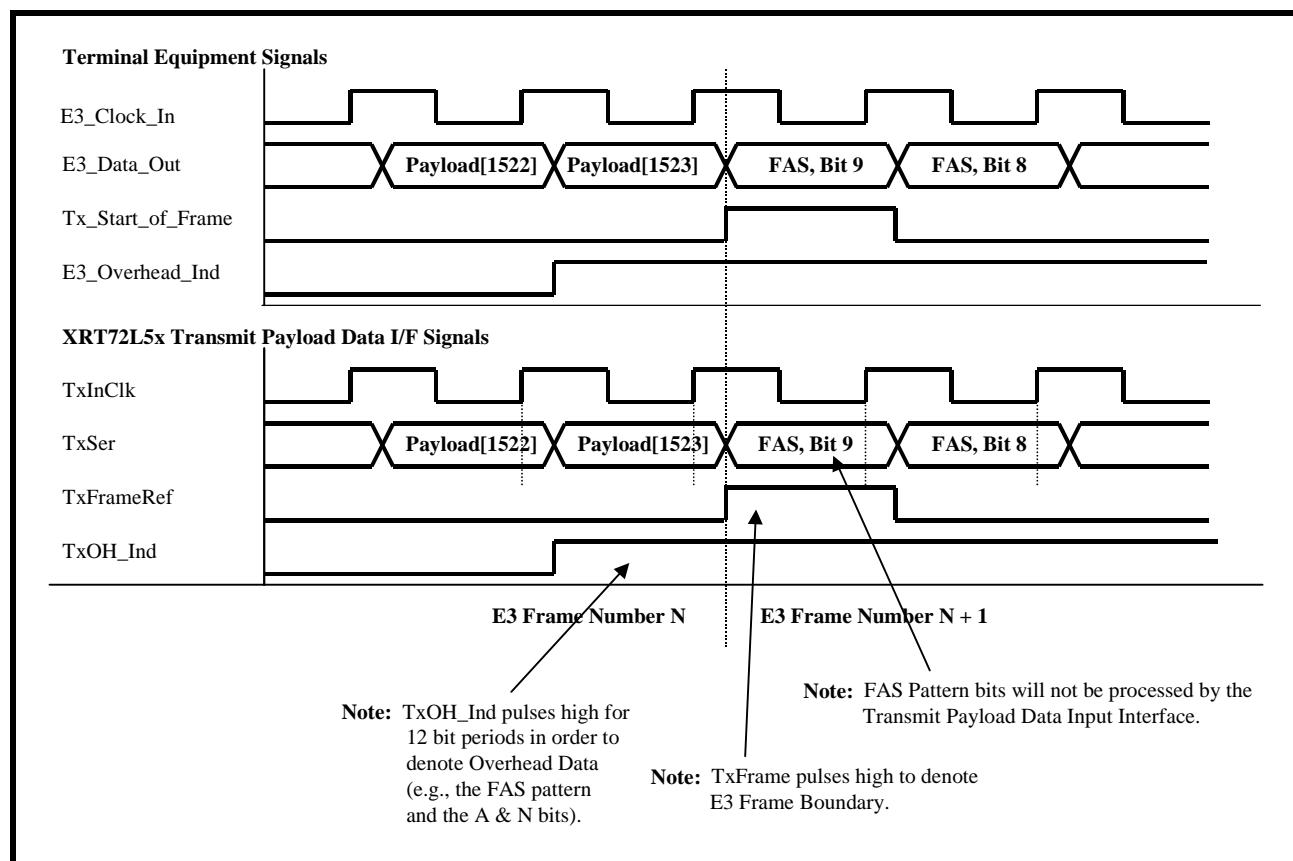 Terminal Equipment Signals
E3_Clock_In
E3_Data_Out
Payload[1522] Payload[1523] FAS, Bit 9 FAS, Bit 8
Tx_Start_of_Frame
E3_Overhead_Ind
XRT72L5x Transmit Payload Data I/F Signals
TxInClk
TxSer
Payload[1522] Payload[1523] FAS, Bit 9 FAS, Bit 8
TxFrameRef
TxOH_Ind
E3 Frame Number N E3 Frame Number N + 1
Note: FAS Pattern bits will not be processed by the
Transmit Payload Data Input Interface.
Note: TxOH_Ind pulses high for
12 bit periods in order to
denote Overhead Data
(e.g., the FAS pattern
and the A & N bits).
Note: TxFrame pulses high to denote
E3 Frame Boundary.